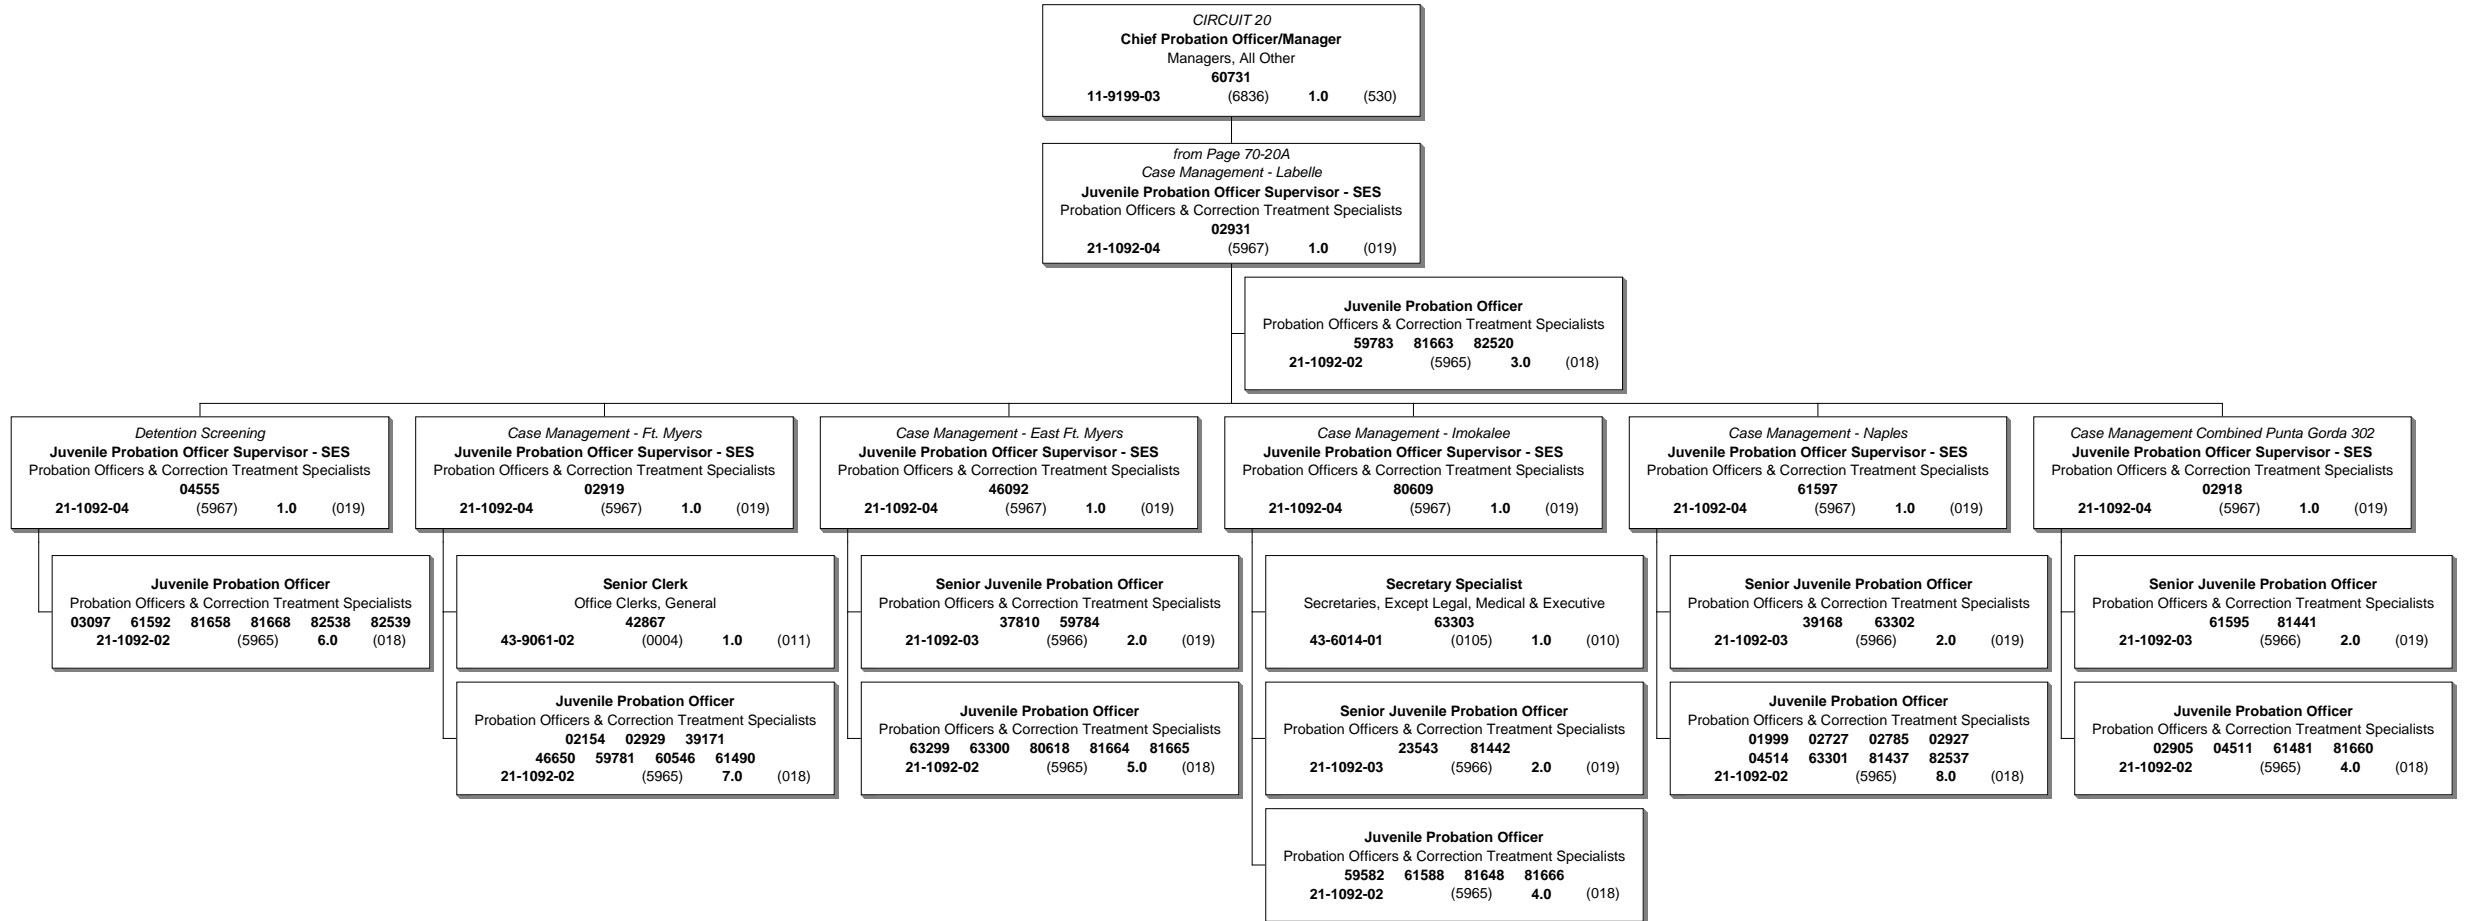 CIRCUIT 20
Chief Probation Officer/Manager
Managers, All Other
60731
11-9199-03 (6836) 1.0 (530)
from Page 70-20A
Case Management - Labelle
Juvenile Probation Officer Supervisor - SES
Probation Officers & Correction Treatment Specialists
02931
21-1092-04 (5967) 1.0 (019)
Juvenile Probation Officer
Probation Officers & Correction Treatment Specialists
59783 81663 82520
21-1092-02 (5965) 3.0 (018)
Detention Screening
Juvenile Probation Officer Supervisor - SES
Probation Officers & Correction Treatment Specialists
04555
21-1092-04 (5967) 1.0 (019)
Juvenile Probation Officer
Probation Officers & Correction Treatment Specialists
03097 61592 81658 81668 82538 82539
21-1092-02 (5965) 6.0 (018)
Case Management - Ft. Myers
Juvenile Probation Officer Supervisor - SES
Probation Officers & Correction Treatment Specialists
02919
21-1092-04 (5967) 1.0 (019)
Senior Clerk
Office Clerks, General
42867
43-9061-02 (0004) 1.0 (011)
Juvenile Probation Officer
Probation Officers & Correction Treatment Specialists
02154 02929 39171
46650 59781 60546 61490
21-1092-02 (5965) 7.0 (018)
Case Management - East Ft. Myers
Juvenile Probation Officer Supervisor - SES
Probation Officers & Correction Treatment Specialists
46092
21-1092-04 (5967) 1.0 (019)
Senior Juvenile Probation Officer
Probation Officers & Correction Treatment Specialists
37810 59784
21-1092-03 (5966) 2.0 (019)
Juvenile Probation Officer
Probation Officers & Correction Treatment Specialists
63299 63300 80618 81664 81665
21-1092-02 (5965) 5.0 (018)
Case Management - Imokalee
Juvenile Probation Officer Supervisor - SES
Probation Officers & Correction Treatment Specialists
80609
21-1092-04 (5967) 1.0 (019)
Secretary Specialist
Secretaries, Except Legal, Medical & Executive
63303
43-6014-01 (0105) 1.0 (010)
Senior Juvenile Probation Officer
Probation Officers & Correction Treatment Specialists
23543 81442
21-1092-03 (5966) 2.0 (019)
Juvenile Probation Officer
Probation Officers & Correction Treatment Specialists
59582 61588 81648 81666
21-1092-02 (5965) 4.0 (018)
Case Management - Naples
Juvenile Probation Officer Supervisor - SES
Probation Officers & Correction Treatment Specialists
61597
21-1092-04 (5967) 1.0 (019)
Senior Juvenile Probation Officer
Probation Officers & Correction Treatment Specialists
39168 63302
21-1092-03 (5966) 2.0 (019)
Juvenile Probation Officer
Probation Officers & Correction Treatment Specialists
01999 02727 02785 02927
04514 63301 81437 82537
21-1092-02 (5965) 8.0 (018)
Case Management Combined Punta Gorda 302
Juvenile Probation Officer Supervisor - SES
Probation Officers & Correction Treatment Specialists
02918
21-1092-04 (5967) 1.0 (019)
Senior Juvenile Probation Officer
Probation Officers & Correction Treatment Specialists
61595 81441
21-1092-03 (5966) 2.0 (019)
Juvenile Probation Officer
Probation Officers & Correction Treatment Specialists
02905 04511 61481 81660
21-1092-02 (5965) 4.0 (018)